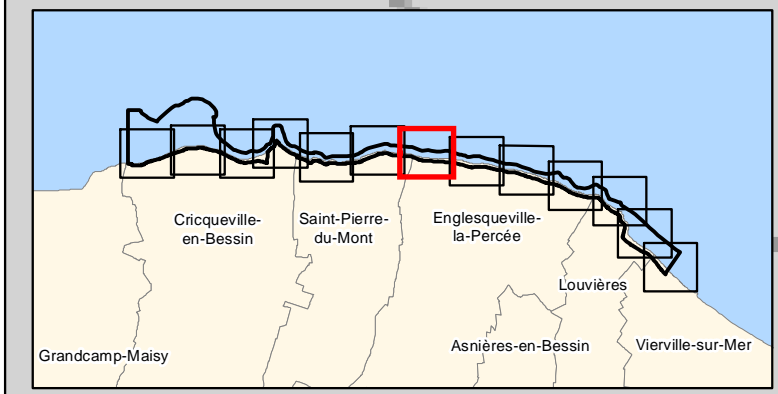 Cricqueville-
en-Bessin
Saint-Pierre-
du-Mont
Englesqueville-
la-Percée
Louvières
Grandcamp-Maisy
Asnières-en-Bessin
Vierville-sur-Mer